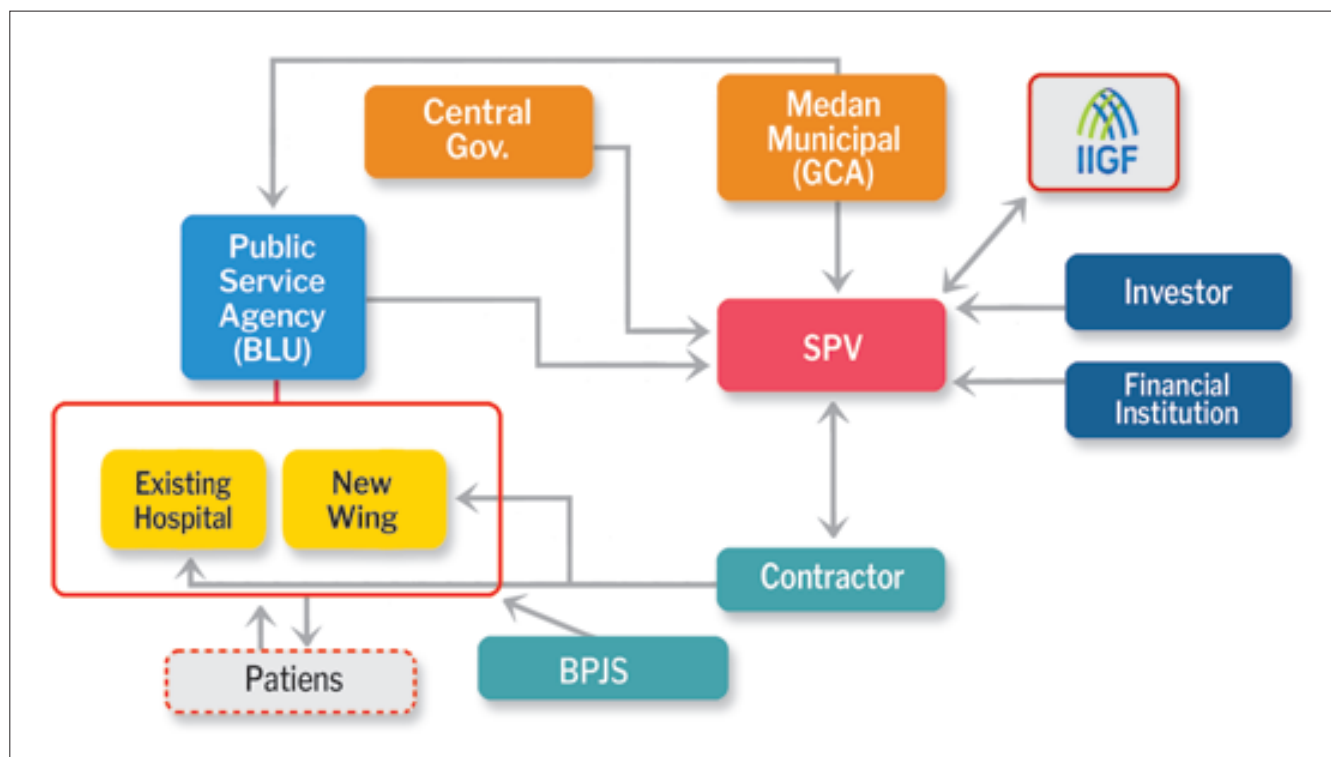 Central
Gov.
Medan
Municipal
(GCA)
IIGF
Public
Service
Agency
(BLU)
SPV
Investor
Financial
Institution
Existing
Hospital
New
Wing
Contractor
Patiens
BPJS